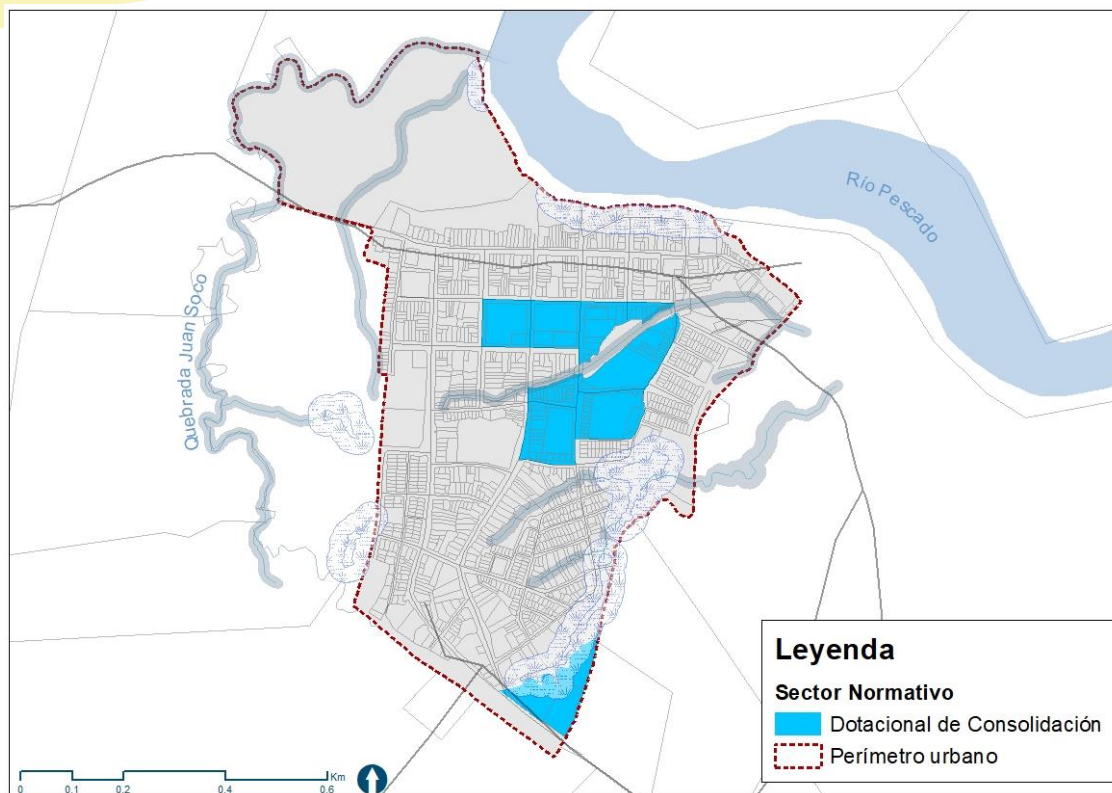 Río Pescado
Quebrada Juan Soco
Leyenda
Sector Normativo
Dotacional de Consolidación
Perímetro urbano
Km
0 0.1 0.2 0.4 0.6